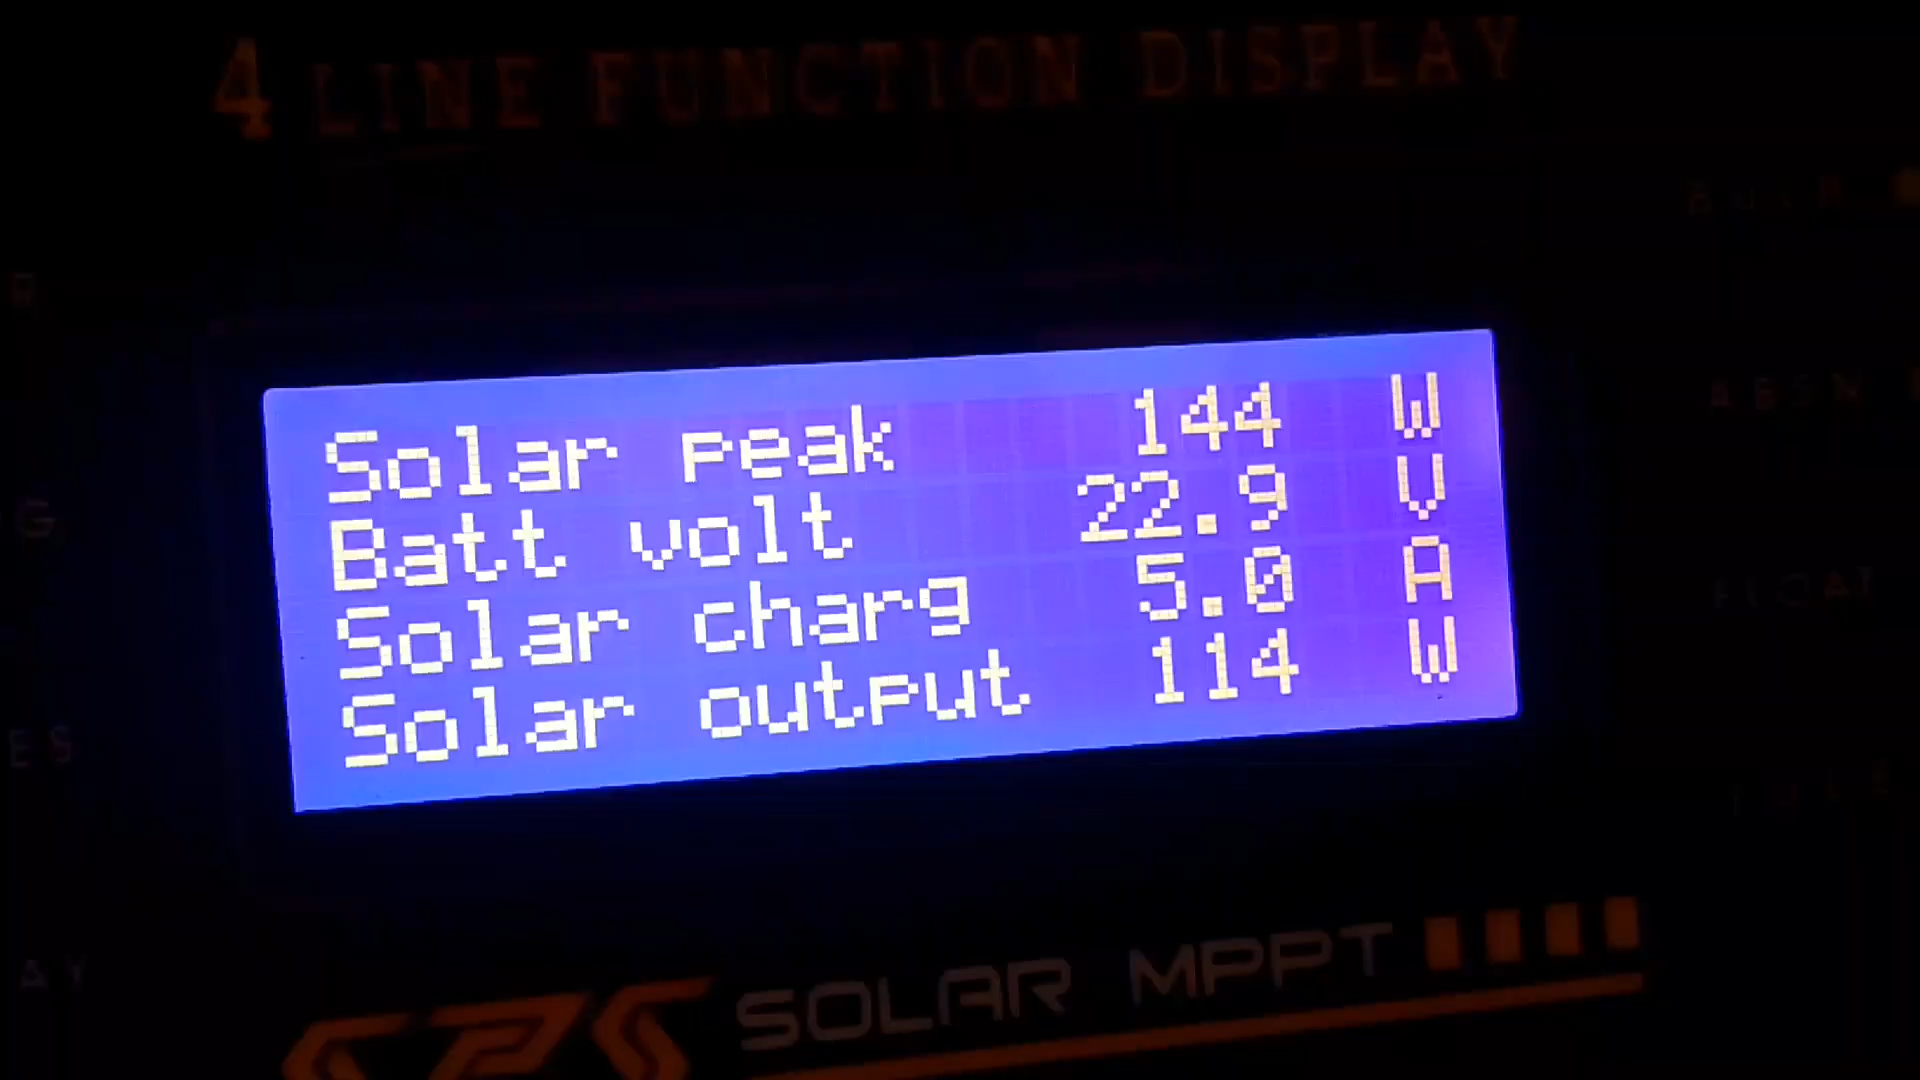 4 LINE FUNCTION DISPLAY
Solar peak 144 W
Batt volt 22.9 V
Solar charg 5.0 A
Solar output 114 W
SOLAR MPPT